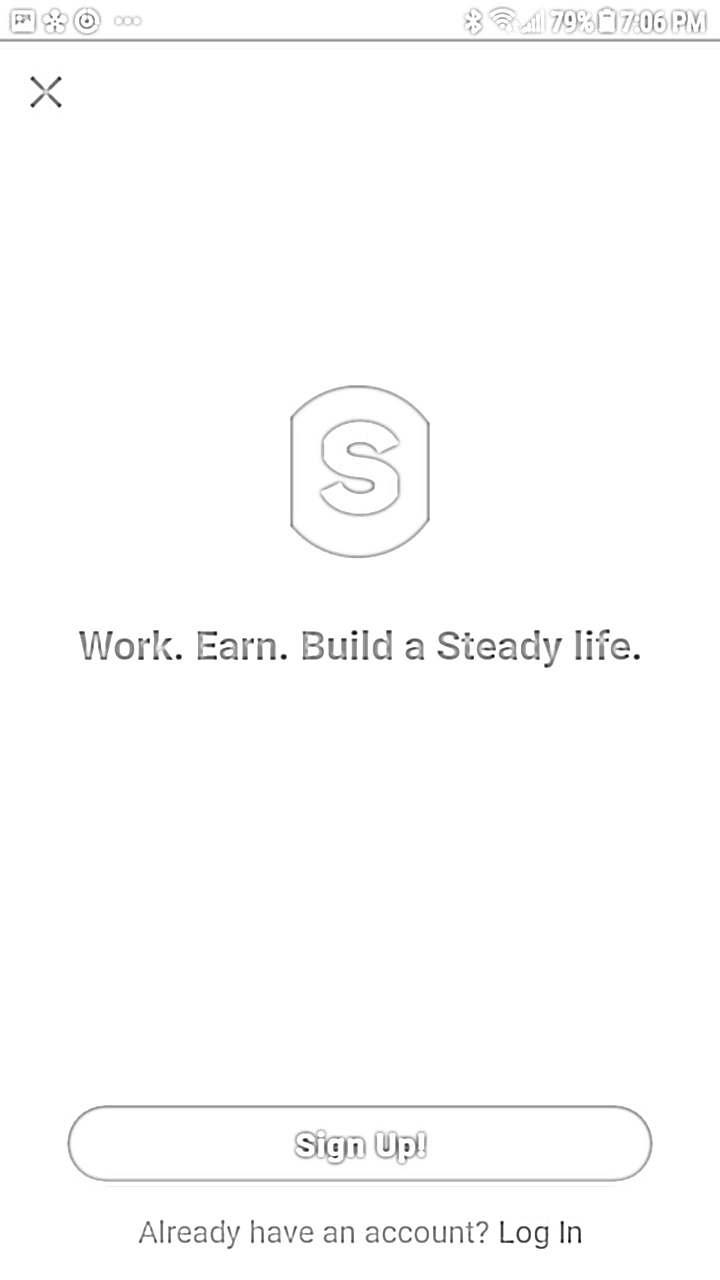 79% 7:06 PM
S
Work. Earn. Build a Steady life.
Sign Up!
Already have an account? Log In